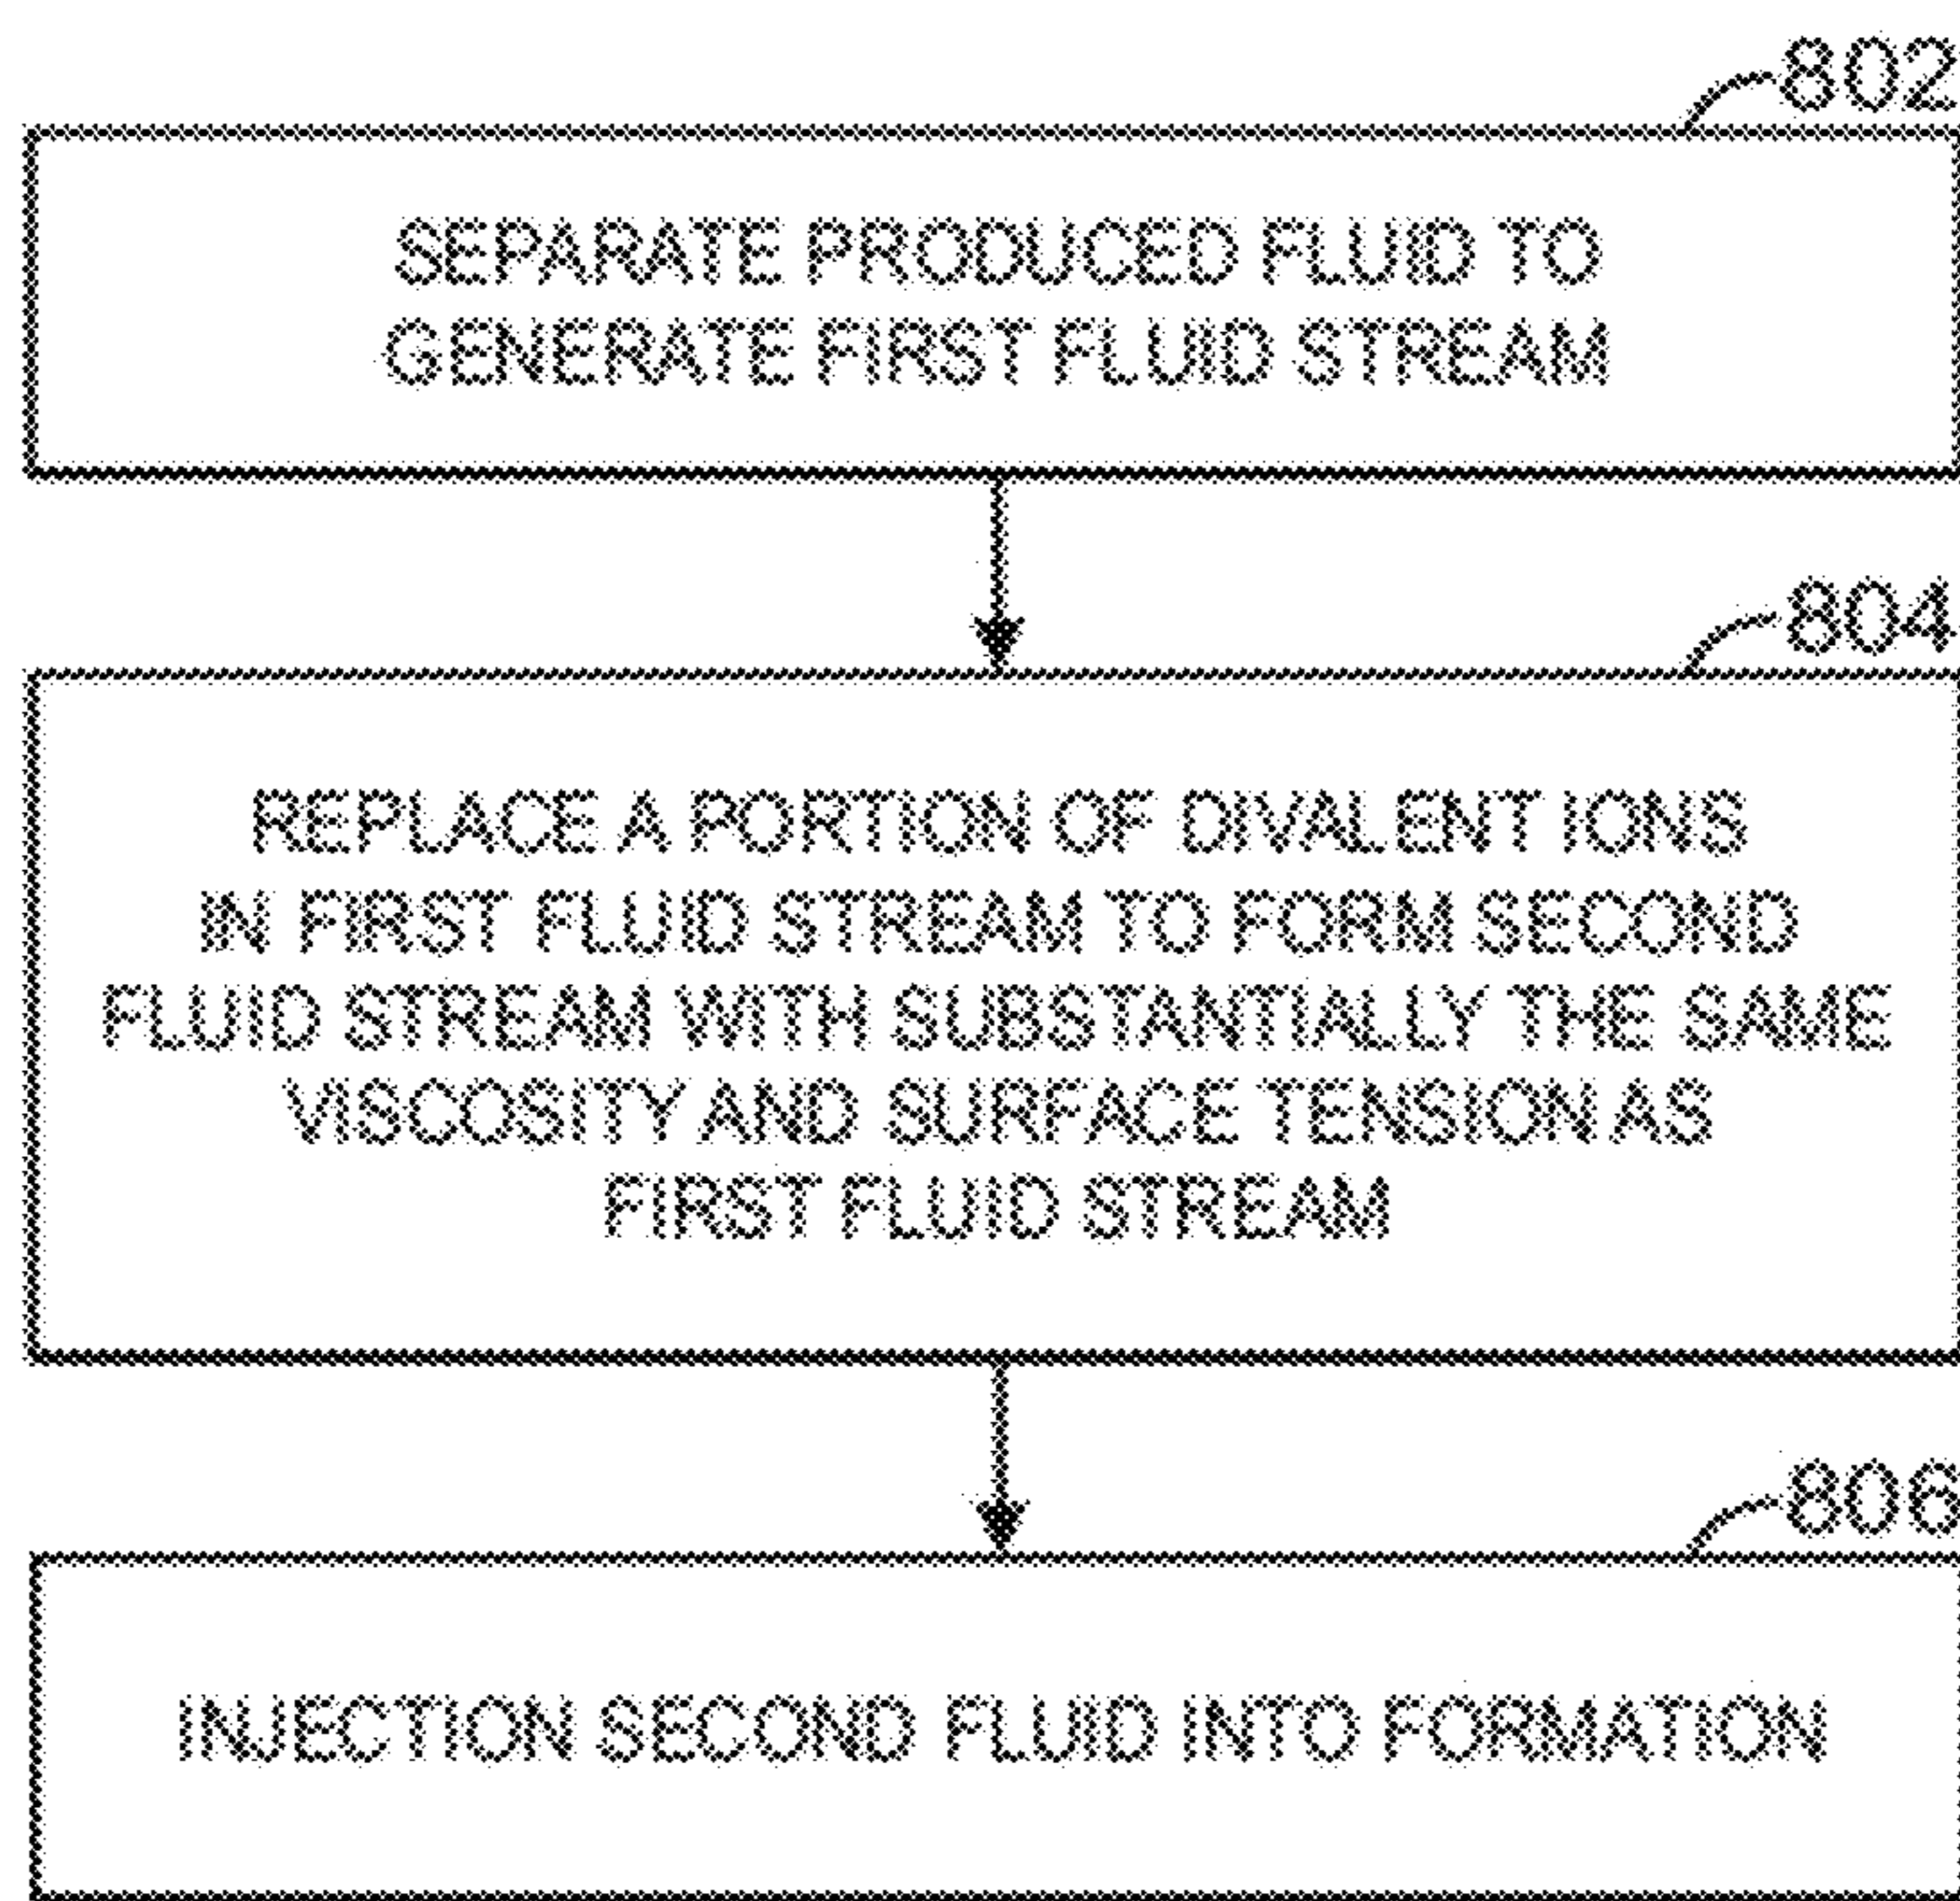 802
SEPARATE PRODUCED FLUID TO
GENERATE FIRST FLUID STREAM
804
REPLACE A PORTION OF DIVALENT IONS
IN FIRST FLUID STREAM TO FORM SECOND
FLUID STREAM WITH SUBSTANTIALLY THE SAME
VISCOSITY AND SURFACE TENSION AS
FIRST FLUID STREAM
806
INJECTION SECOND FLUID INTO FORMATION